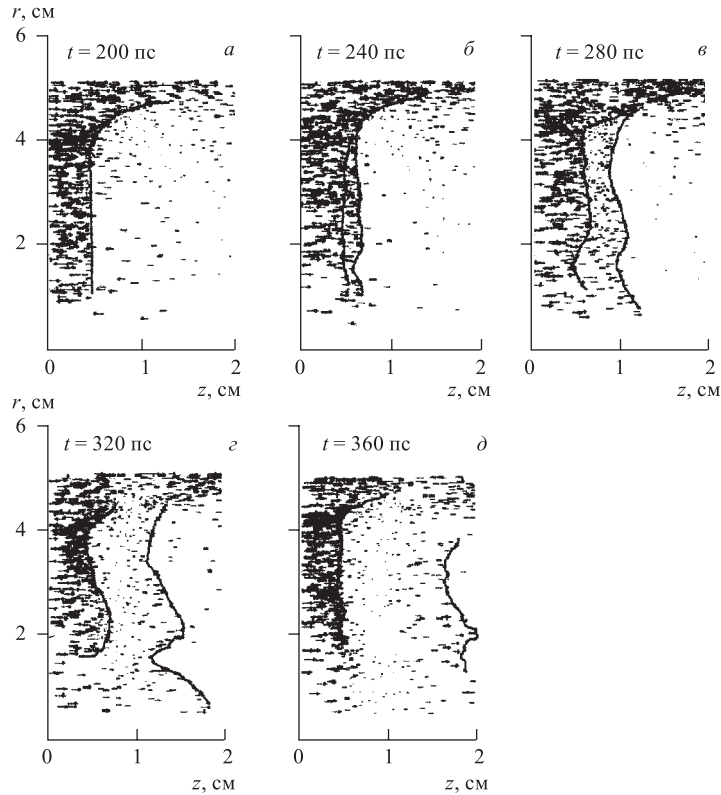 r, см
6
4
2
t = 200 пс
а
0
1
2
z, см
t = 240 пс
б
0
1
2
z, см
t = 280 пс
в
0
1
2
z, см
r, см
6
4
2
t = 320 пс
г
0
1
2
z, см
t = 360 пс
д
0
1
2
z, см